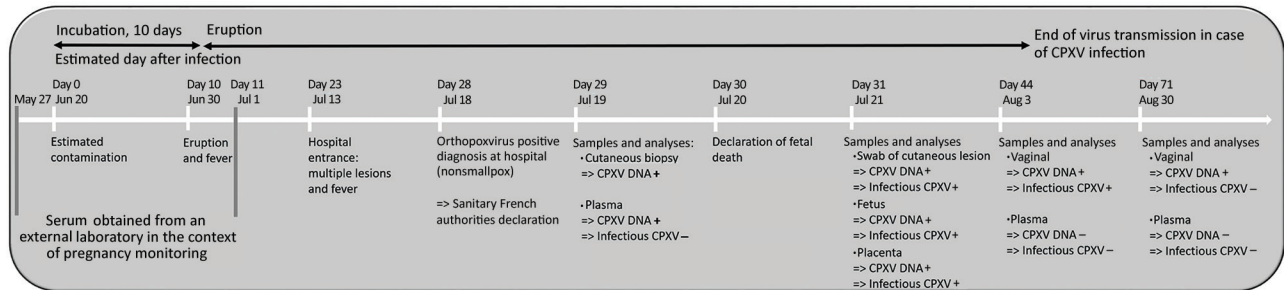 Incubation, 10 days
Eruption
End of virus transmission in case
of CPXV infection
Estimated day after infection
May 27
Day 0
Jun 20
Day 10
Jun 30
Day 11
Jul 1
Day 23
Jul 13
Day 28
Jul 18
Day 29
Jul 19
Day 30
Jul 20
Day 31
Jul 21
Day 44
Aug 3
Day 71
Aug 30
Estimated
contamination
Eruption
and fever
Hospital
entrance:
multiple lesions
and fever
Orthopoxvirus positive
diagnosis at hospital
(nonsmallpox)
=> Sanitary French
authorities declaration
Samples and analyses:
•Cutaneous biopsy
=> CPXV DNA+
•Plasma
=> CPXV DNA+
=> Infectious CPXV−
Declaration of fetal
death
Samples and analyses
•Swab of cutaneous lesion
=> CPXV DNA+
=> Infectious CPXV+
•Fetus
=> CPXV DNA+
=> Infectious CPXV+
•Placenta
=> CPXV DNA+
=> Infectious CPXV+
Samples and analyses
•Vaginal
=> CPXV DNA+
=> Infectious CPXV+
•Plasma
=> CPXV DNA−
=> Infectious CPXV−
Samples and analyses
•Vaginal
=> CPXV DNA+
=> Infectious CPXV−
•Plasma
=> CPXV DNA−
=> Infectious CPXV−
Serum obtained from an
external laboratory in the context
of pregnancy monitoring